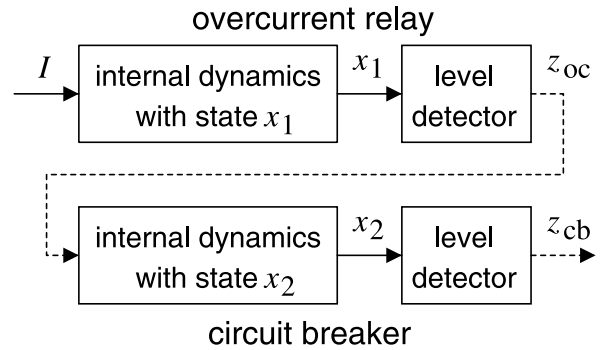 overcurrent relay
I
internal dynamics
with state x1
x1
level
detector
zoc
internal dynamics
with state x2
x2
level
detector
zcb
circuit breaker